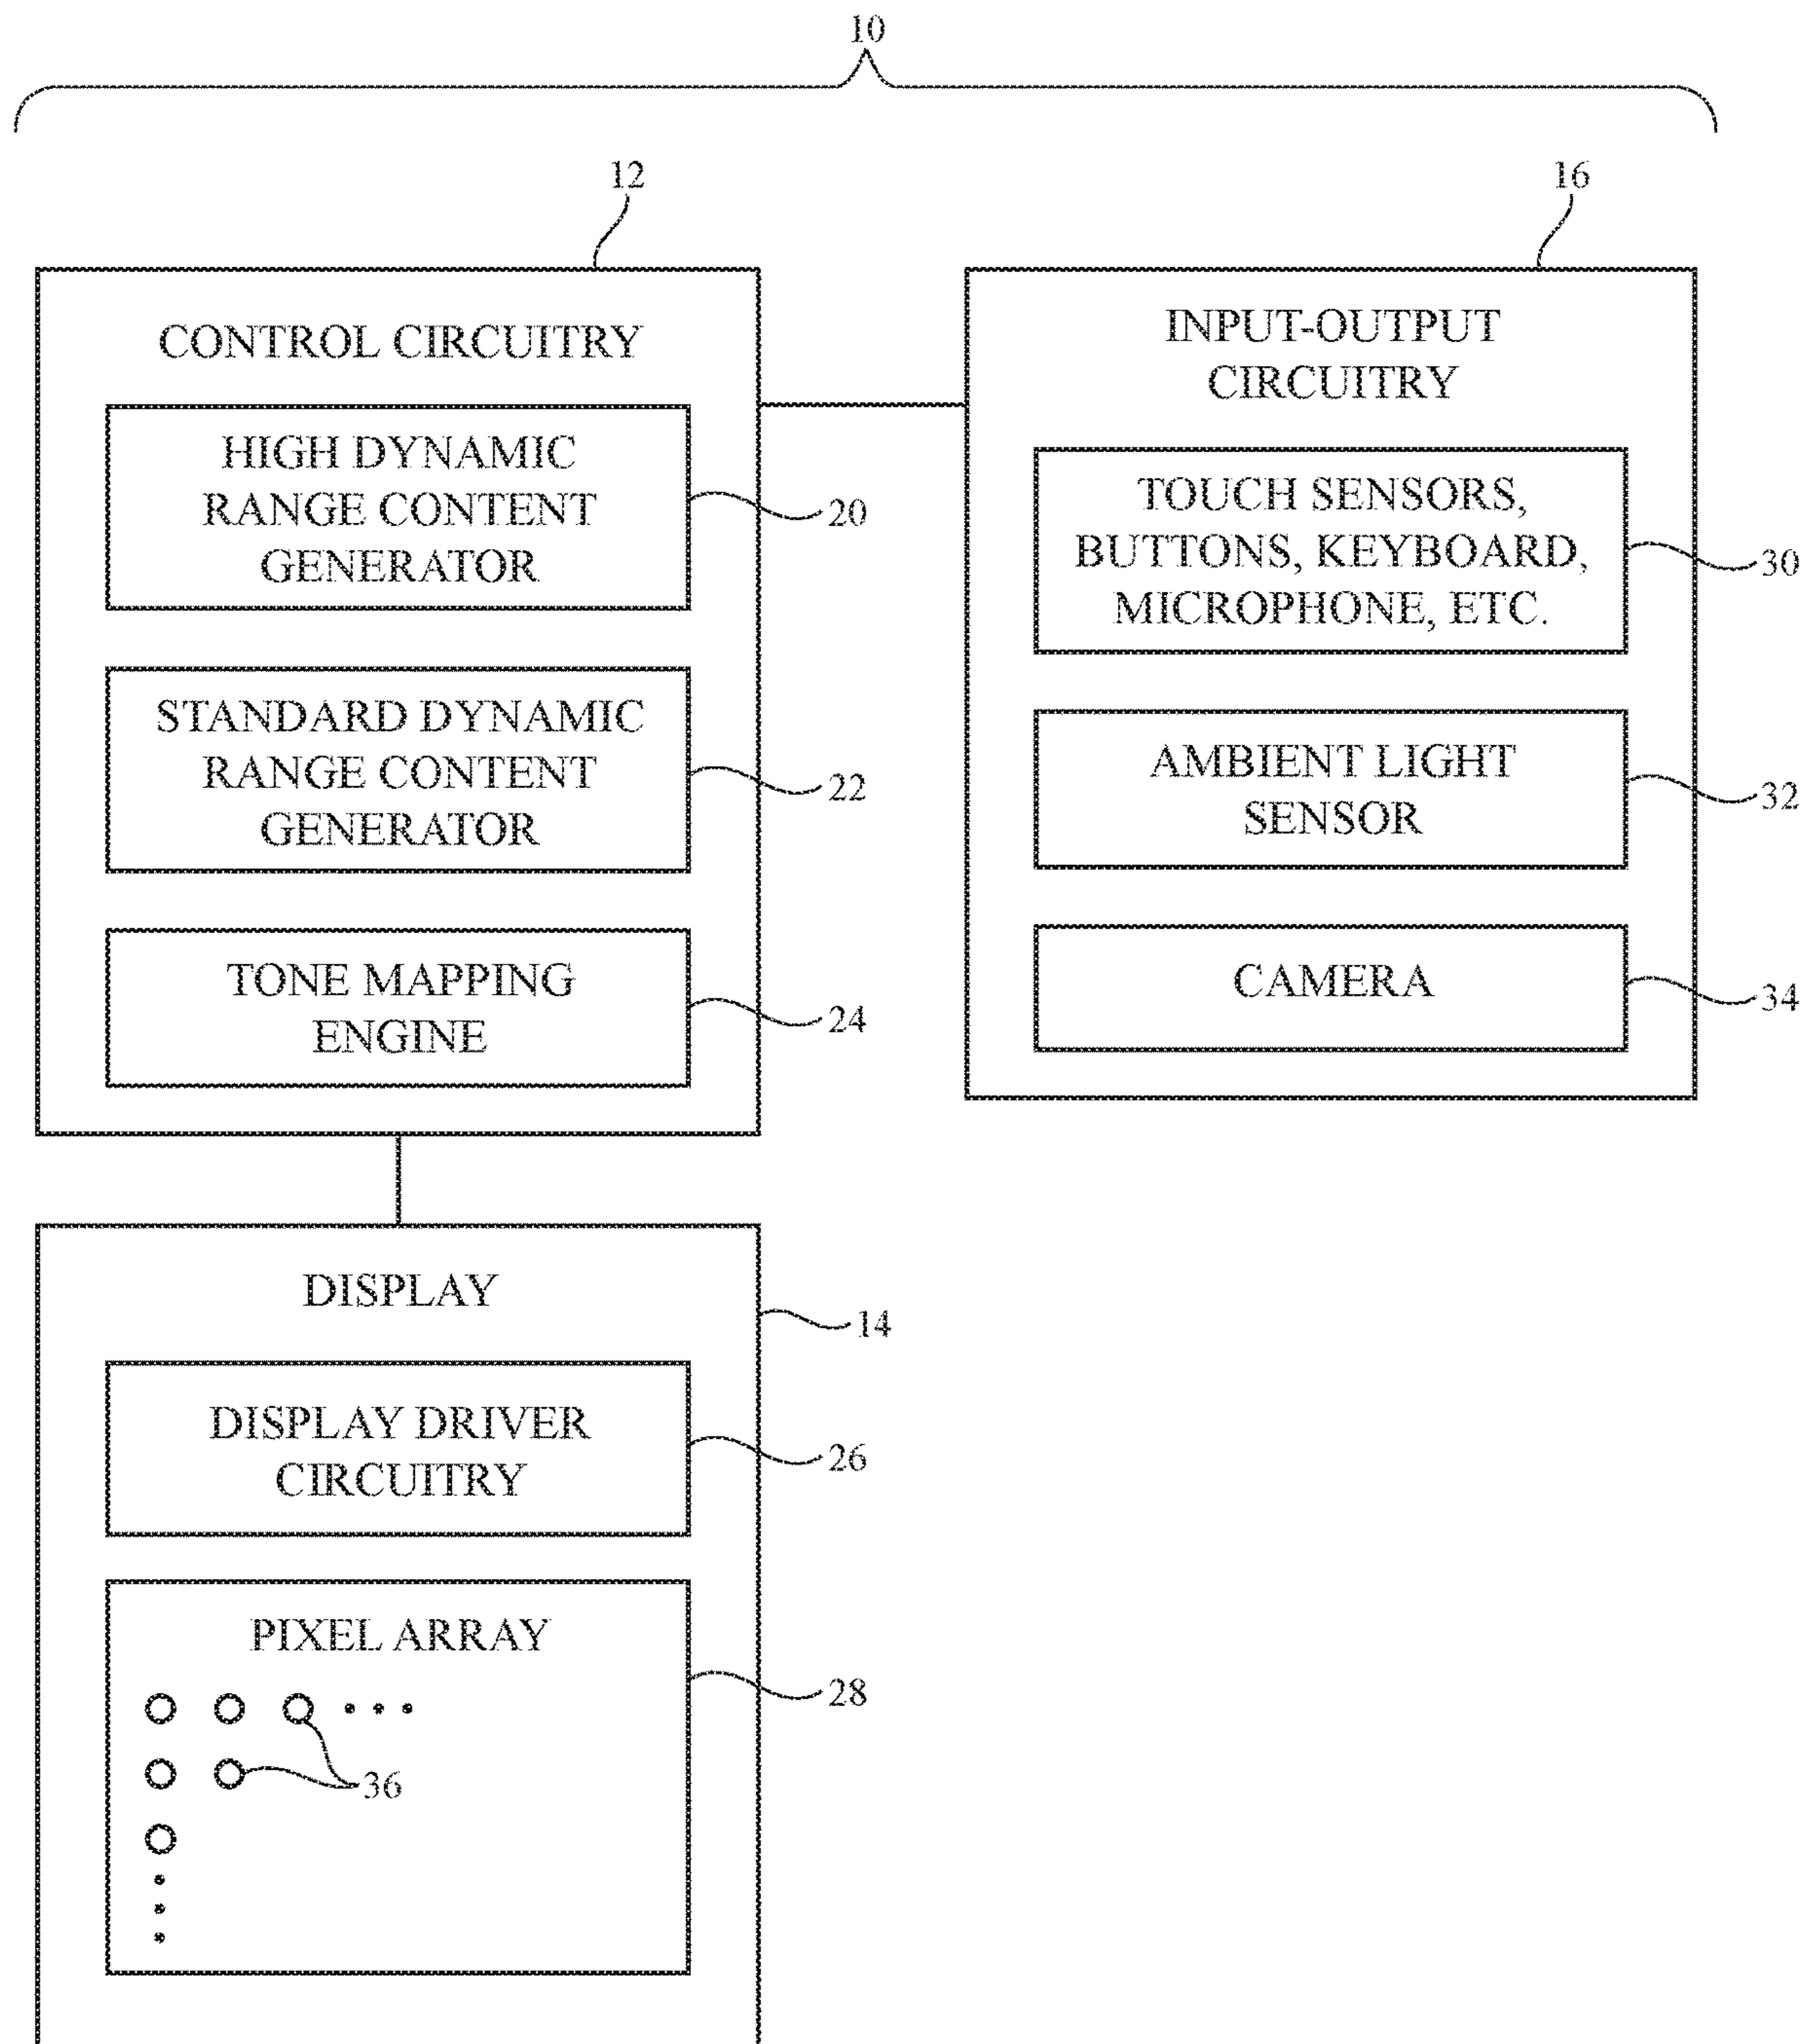 10
12
16
CONTROL CIRCUITRY
HIGH DYNAMIC
RANGE CONTENT
GENERATOR
20
STANDARD DYNAMIC
RANGE CONTENT
GENERATOR
22
TONE MAPPING
ENGINE
24
INPUT-OUTPUT
CIRCUITRY
TOUCH SENSORS,
BUTTONS, KEYBOARD,
MICROPHONE, ETC.
30
AMBIENT LIGHT
SENSOR
32
CAMERA
34
DISPLAY
14
DISPLAY DRIVER
CIRCUITRY
26
PIXEL ARRAY
28
36